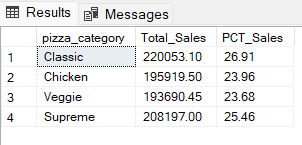 Results Messages
pizza_category Total_Sales PCT_Sales
1 Classic 220053.10 26.91
2 Chicken 195919.50 23.96
3 Veggie 193690.45 23.68
4 Supreme 208197.00 25.46